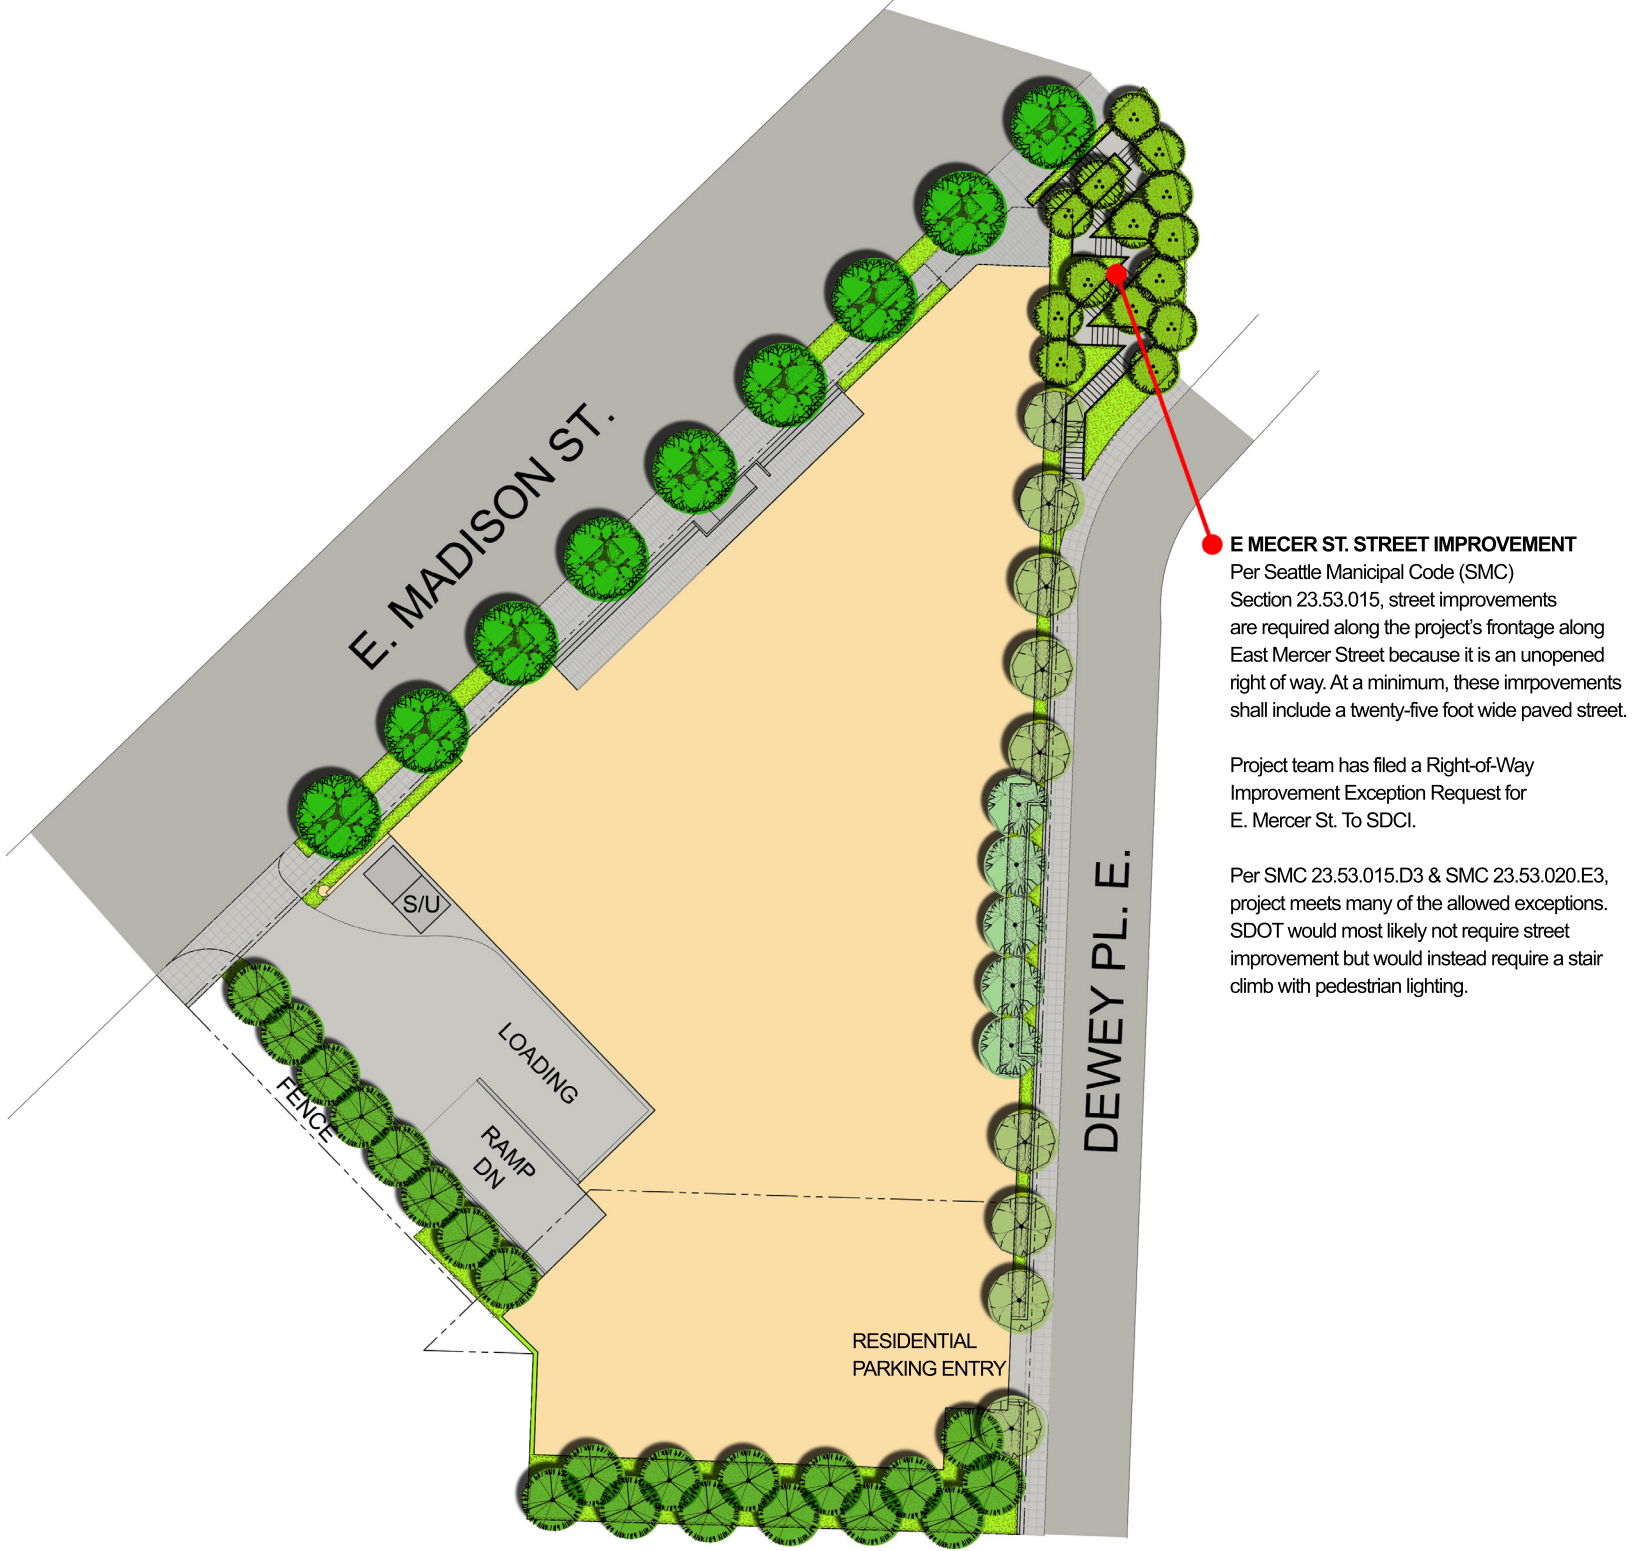 E. MADISON ST.
E MECER ST. STREET IMPROVEMENT
Per Seattle Manicipal Code (SMC)
Section 23.53.015, street improvements
are required along the project's frontage along
East Mercer Street because it is an unopened
right of way. At a minimum, these imrpovements
shall include a twenty-five foot wide paved street.
Project team has filed a Right-of-Way
Improvement Exception Request for
E. Mercer St. To SDCI.
Per SMC 23.53.015.D3 & SMC 23.53.020.E3,
project meets many of the allowed exceptions.
SDOT would most likely not require street
improvement but would instead require a stair
climb with pedestrian lighting.
S/U
DEWEY PL. E.
LOADING
FENCE
RAMP
DN
RESIDENTIAL
PARKING ENTRY